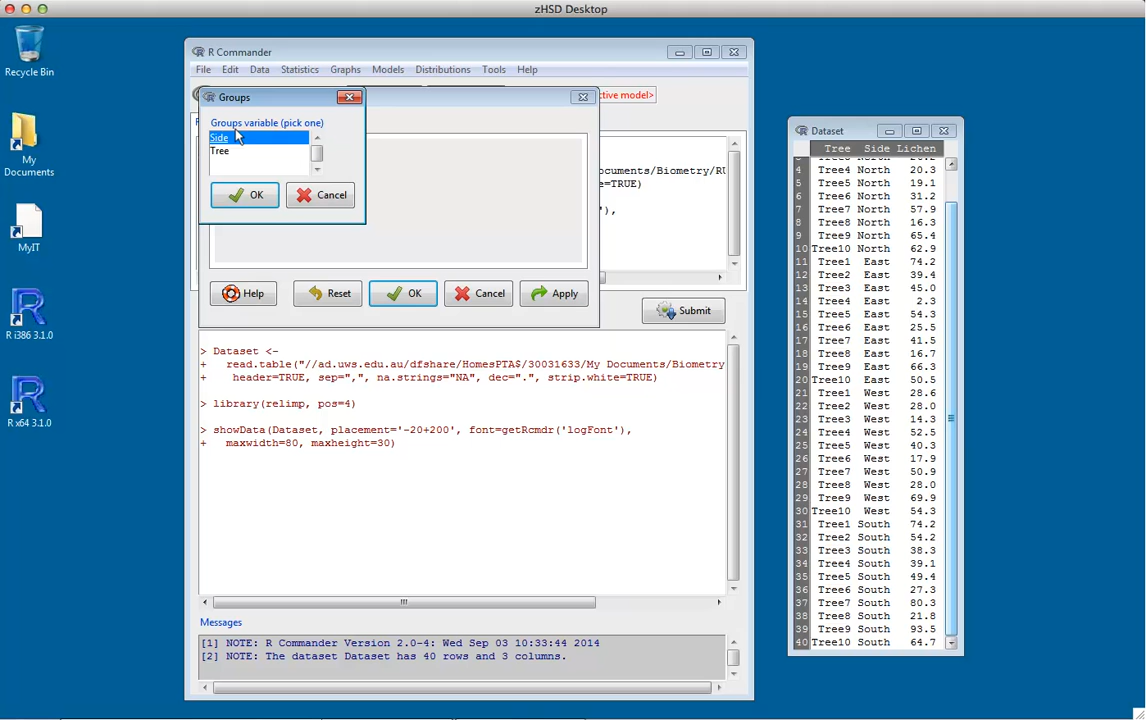 zHSD Desktop
Recycle Bin
My
Documents
MyIT
R i386 3.1.0
R x64 3.1.0
R Commander
File Edit Data Statistics Graphs Models Distributions Tools Help
ctive model>
Groups
Groups variable (pick one)
Side
Tree
OK Cancel
ocuments/Biometry/RU
e=TRUE)
'),
Help Reset OK Cancel Apply
Submit
> Dataset <-
+ read.table("//ad.uws.edu.au/dfshare/HomesPTA$/30031633/My Documents/Biometry
+ header=TRUE, sep=",", na.strings="NA", dec=".", strip.white=TRUE)
> library(relimp, pos=4)
> showData(Dataset, placement='-20+200', font=getRcmdr('logFont'),
+ maxwidth=80, maxheight=30)
Messages
[1] NOTE: R Commander Version 2.0-4: Wed Sep 03 10:33:44 2014
[2] NOTE: The dataset Dataset has 40 rows and 3 columns.
Dataset
Tree Side Lichen
4 Tree4 North 20.3
5 Tree5 North 19.1
6 Tree6 North 31.2
7 Tree7 North 57.9
8 Tree8 North 16.3
9 Tree9 North 65.4
10 Tree10 North 62.9
11 Tree1 East 74.2
12 Tree2 East 39.4
13 Tree3 East 45.0
14 Tree4 East 2.3
15 Tree5 East 54.3
16 Tree6 East 25.5
17 Tree7 East 41.5
18 Tree8 East 16.7
19 Tree9 East 66.3
20 Tree10 East 50.5
21 Tree1 West 28.6
22 Tree2 West 28.0
23 Tree3 West 14.3
24 Tree4 West 52.5
25 Tree5 West 40.3
26 Tree6 West 17.9
27 Tree7 West 50.9
28 Tree8 West 28.0
29 Tree9 West 69.9
30 Tree10 West 54.3
31 Tree1 South 74.2
32 Tree2 South 54.2
33 Tree3 South 38.3
34 Tree4 South 39.1
35 Tree5 South 49.4
36 Tree6 South 27.3
37 Tree7 South 80.3
38 Tree8 South 21.8
39 Tree9 South 93.5
40 Tree10 South 64.7